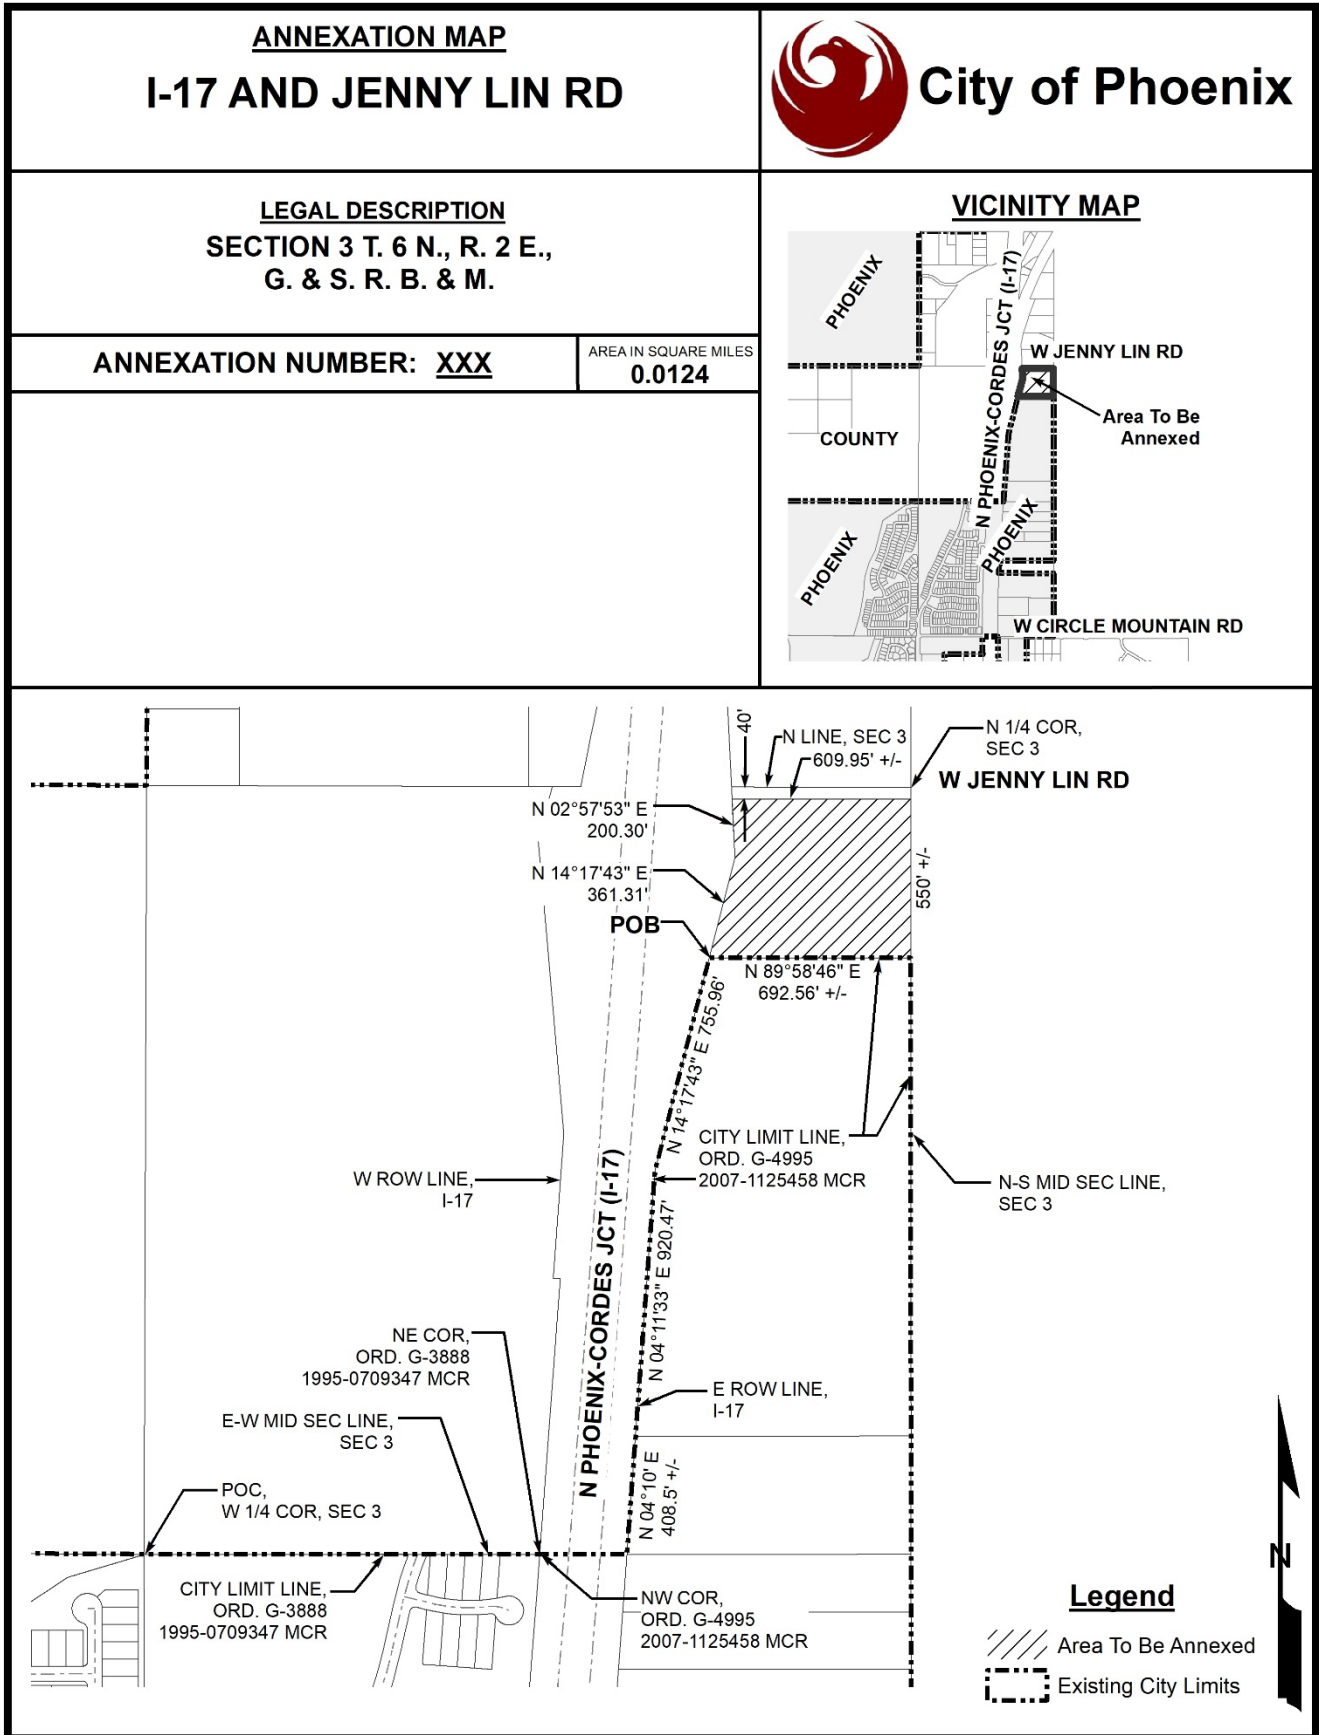 ANNEXATION MAP
I-17 AND JENNY LIN RD
City of Phoenix
LEGAL DESCRIPTION
SECTION 3 T. 6 N., R. 2 E.,
G. & S. R. B. & M.
ANNEXATION NUMBER: XXX
AREA IN SQUARE MILES
0.0124
VICINITY MAP
PHOENIX
N PHOENIX-CORDES JCT (I-17)
W JENNY LIN RD
Area To Be
Annexed
COUNTY
PHOENIX
PHOENIX
W CIRCLE MOUNTAIN RD
40'
N LINE, SEC 3
609.95' +/-
N 1/4 COR,
SEC 3
W JENNY LIN RD
N 02°57'53" E
200.30'
N 14°17'43" E
361.31'
550' +/-
POB
N 89°58'46" E
692.56' +/-
N 14°17'43" E 755.96'
CITY LIMIT LINE,
ORD. G-4995
2007-1125458 MCR
W ROW LINE,
I-17
N-S MID SEC LINE,
SEC 3
N PHOENIX-CORDES JCT (I-17)
N 04°11'33" E 920.47'
NE COR,
ORD. G-3888
1995-0709347 MCR
E ROW LINE,
I-17
E-W MID SEC LINE,
SEC 3
N 04°10' E
408.5' +/-
POC,
W 1/4 COR, SEC 3
CITY LIMIT LINE,
ORD. G-3888
1995-0709347 MCR
NW COR,
ORD. G-4995
2007-1125458 MCR
N
Legend
Area To Be Annexed
Existing City Limits